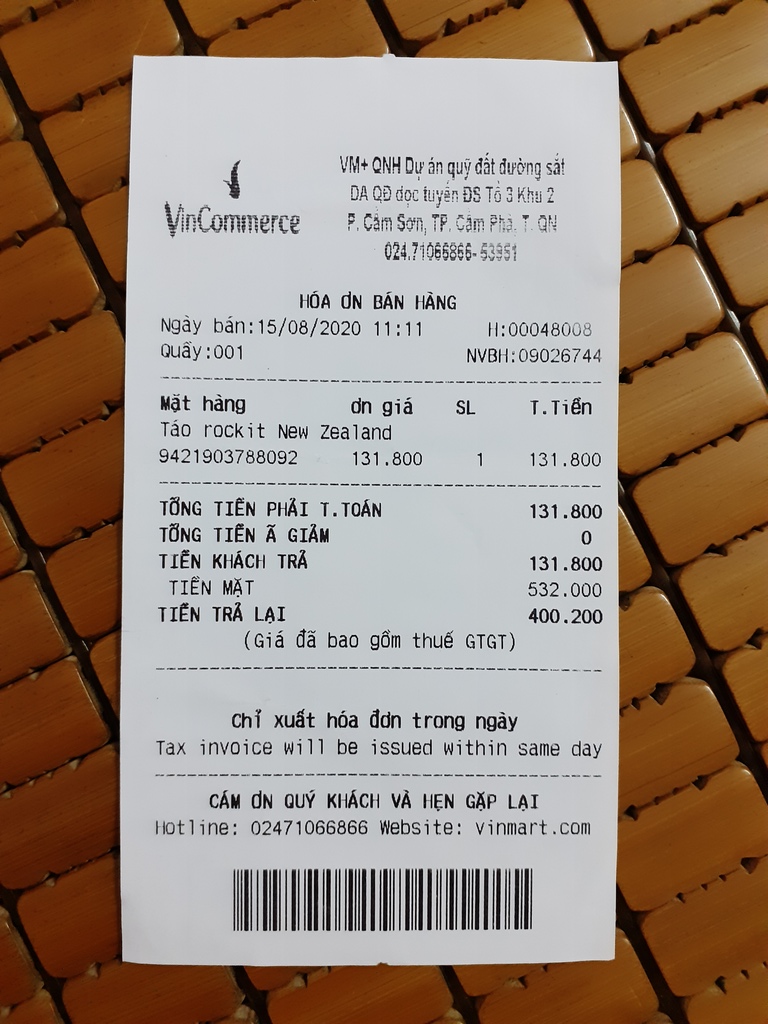 VinCommerce
VM+ QNH Dự án quỹ đất đường sắt
DA QĐ dọc tuyến ĐS Tổ 3 Khu 2
P. Cẩm Sơn, TP. Cẩm Phả, T. QN
024.71066866-53951
HÓA ƠN BÁN HÀNG
Ngày bán:15/08/2020 11:11 H:00048008
Quầy:001 NVBH:09026744
Mặt hàng ơn giá SL T.Tiền
Táo rockit New Zealand
9421903788092 131.800 1 131.800
TỔNG TIỀN PHẢI T.TOÁN 131.800
TỔNG TIỀN Ã GIẢM 0
TIỀN KHÁCH TRẢ 131.800
TIỀN MẶT 532.000
TIỀN TRẢ LẠI 400.200
(Giá đã bao gồm thuế GTGT)
Chỉ xuất hóa đơn trong ngày
Tax invoice will be issued within same day
CÁM ƠN QUÝ KHÁCH VÀ HẸN GẶP LẠI
Hotline: 02471066866 Website: vinmart.com